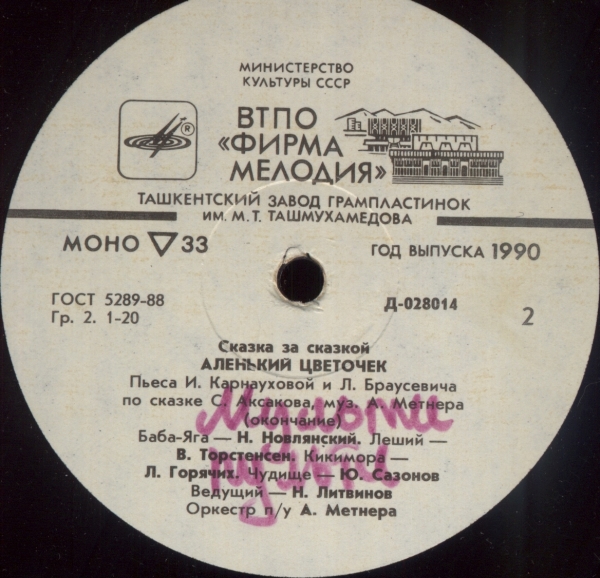 МИНИСТЕРСТВО
КУЛЬТУРЫ СССР
ВТПО
«ФИРМА
МЕЛОДИЯ»
®
ТАШКЕНТСКИЙ ЗАВОД ГРАМПЛАСТИНОК
ИМ. М. Т. ТАШМУХАМЕДОВА
МОНО ▽ 33
ГОД ВЫПУСКА 1990
ГОСТ 5289-88
Гр. 2. 1-20
Д-028014
2
Сказка за сказкой
АЛЕНЬКИЙ ЦВЕТОЧЕК
Пьеса И. Карнауховой и Л. Браусевича
по сказке С. Аксакова, муз. А. Метнера
(окончание)
Баба-Яга — Н. Новлянский. Леший —
В. Торстенсен. Кикимора —
Л. Горячих. Чудище — Ю. Сазонов
Ведущий — Н. Литвинов
Оркестр п/у А. Метнера